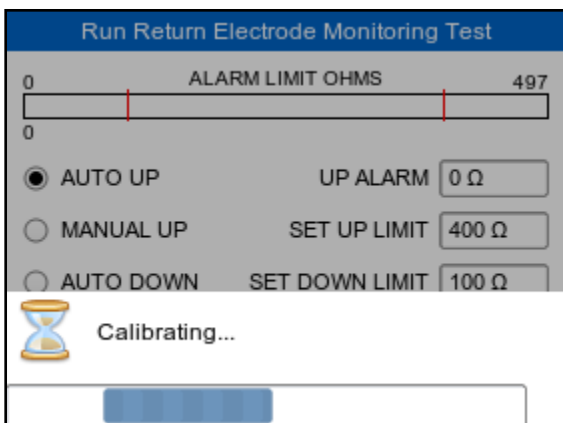 Run Return Electrode Monitoring Test
0 ALARM LIMIT OHMS 497
0
AUTO UP UP ALARM 0 Ω
MANUAL UP SET UP LIMIT 400 Ω
AUTO DOWN SET DOWN LIMIT 100 Ω
Calibrating...